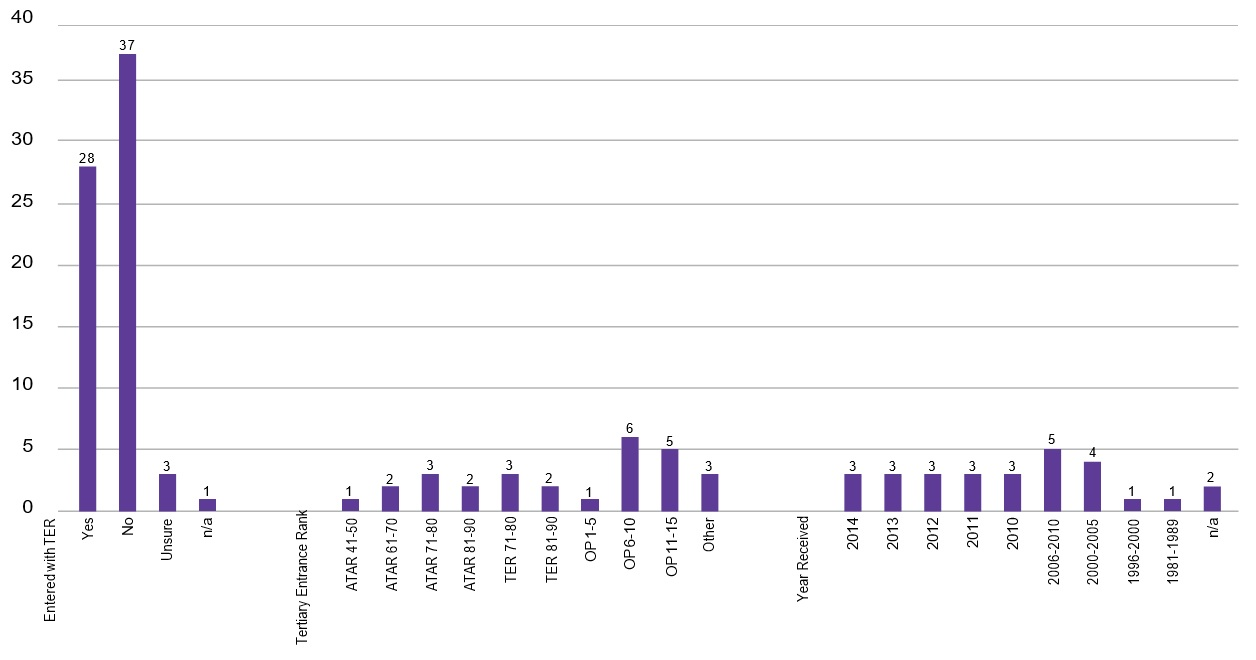 40
35
30
25
20
15
10
5
0
28
37
3
1
1
2
3
2
3
2
1
6
5
3
3
3
3
3
3
5
4
1
1
2
Entered with TER
Yes
No
Unsure
n/a
Tertiary Entrance Rank
ATAR 41-50
ATAR 61-70
ATAR 71-80
ATAR 81-90
TER 71-80
TER 81-90
OP1-5
OP6-10
OP11-15
Other
Year Received
2014
2013
2012
2011
2010
2006-2010
2000-2005
1996-2000
1981-1989
n/a